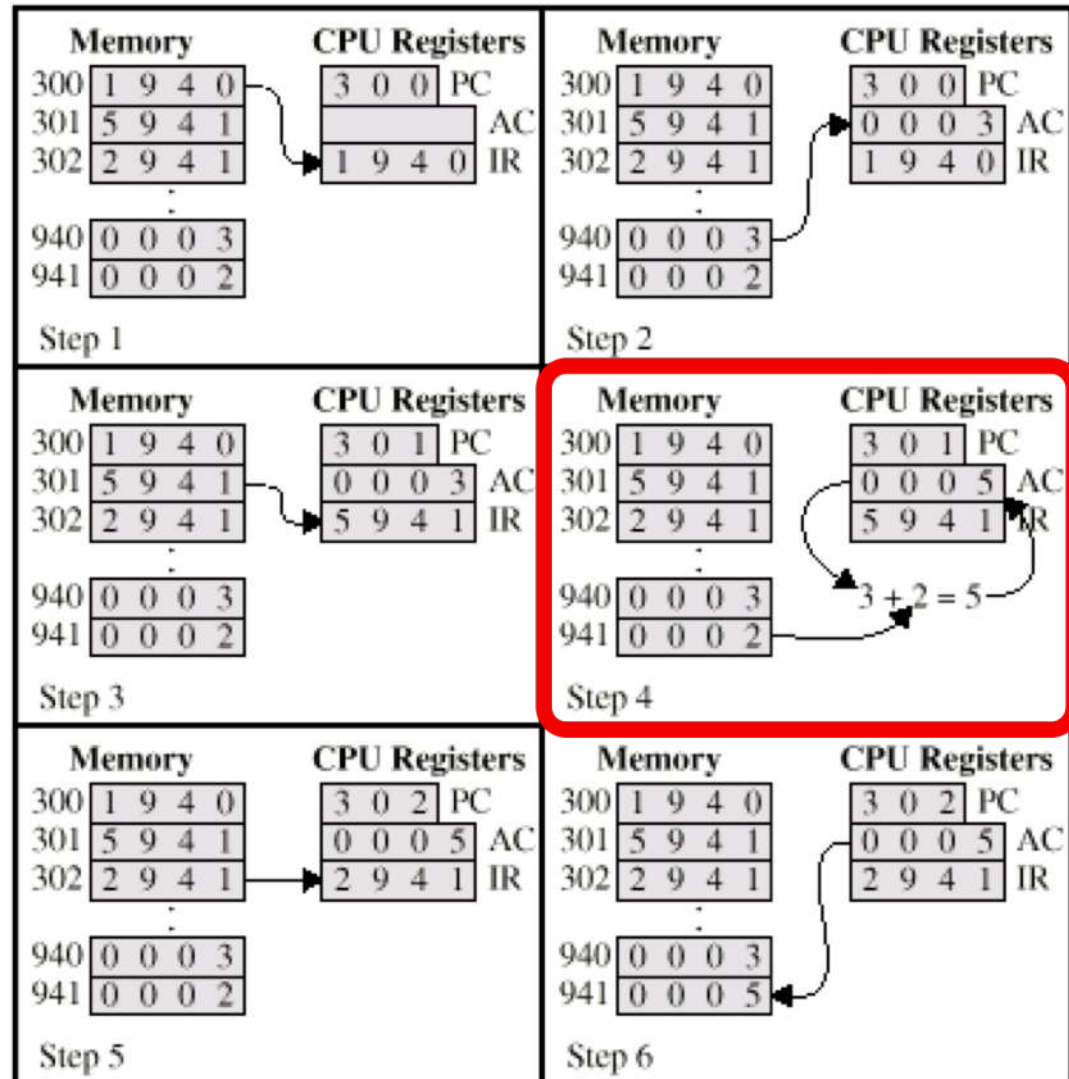 Memory CPU Registers
300 1 9 4 0 3 0 0 PC
301 5 9 4 1 AC
302 2 9 4 1 1 9 4 0 IR
940 0 0 0 3
941 0 0 0 2
Step 1
Memory CPU Registers
300 1 9 4 0 3 0 0 PC
301 5 9 4 1 0 0 0 3 AC
302 2 9 4 1 1 9 4 0 IR
940 0 0 0 3
941 0 0 0 2
Step 2
Memory CPU Registers
300 1 9 4 0 3 0 1 PC
301 5 9 4 1 0 0 0 3 AC
302 2 9 4 1 5 9 4 1 IR
940 0 0 0 3
941 0 0 0 2
Step 3
Memory CPU Registers
300 1 9 4 0 3 0 1 PC
301 5 9 4 1 0 0 0 5 AC
302 2 9 4 1 5 9 4 1 IR
940 0 0 0 3 3 + 2 = 5
941 0 0 0 2
Step 4
Memory CPU Registers
300 1 9 4 0 3 0 2 PC
301 5 9 4 1 0 0 0 5 AC
302 2 9 4 1 2 9 4 1 IR
940 0 0 0 3
941 0 0 0 2
Step 5
Memory CPU Registers
300 1 9 4 0 3 0 2 PC
301 5 9 4 1 0 0 0 5 AC
302 2 9 4 1 2 9 4 1 IR
940 0 0 0 3
941 0 0 0 5
Step 6